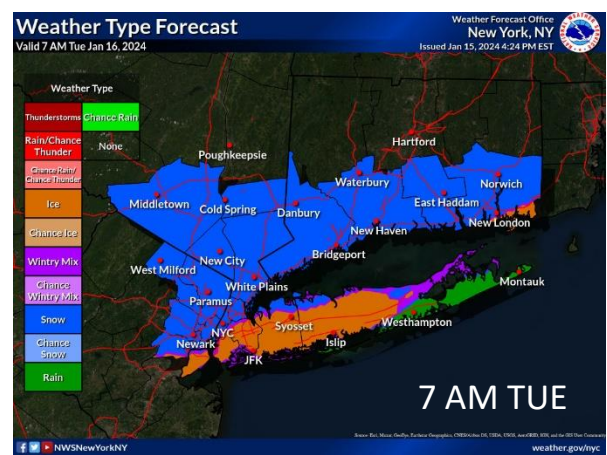 Weather Type Forecast
Valid 7 AM Tue Jan 16, 2024
Weather Forecast Office
New York, NY
Issued Jan 15, 2024 4:24 PM EST
Weather Type
Thunderstorms
Chance Rain
Rain/Chance
Thunder
None
Chance Rain/
Chance Thunder
Ice
Chance Ice
Wintry Mix
Chance
Wintry Mix
Snow
Chance
Snow
Rain
Hartford
Poughkeepsie
Waterbury
Norwich
Middletown
Cold Spring
Danbury
East Haddam
New London
New Haven
Bridgeport
New City
West Milford
White Plains
Montauk
Paramus
Syosset
Westhampton
NYC
Newark
Islip
JFK
7 AM TUE
NWSNewYorkNY
weather.gov/nyc